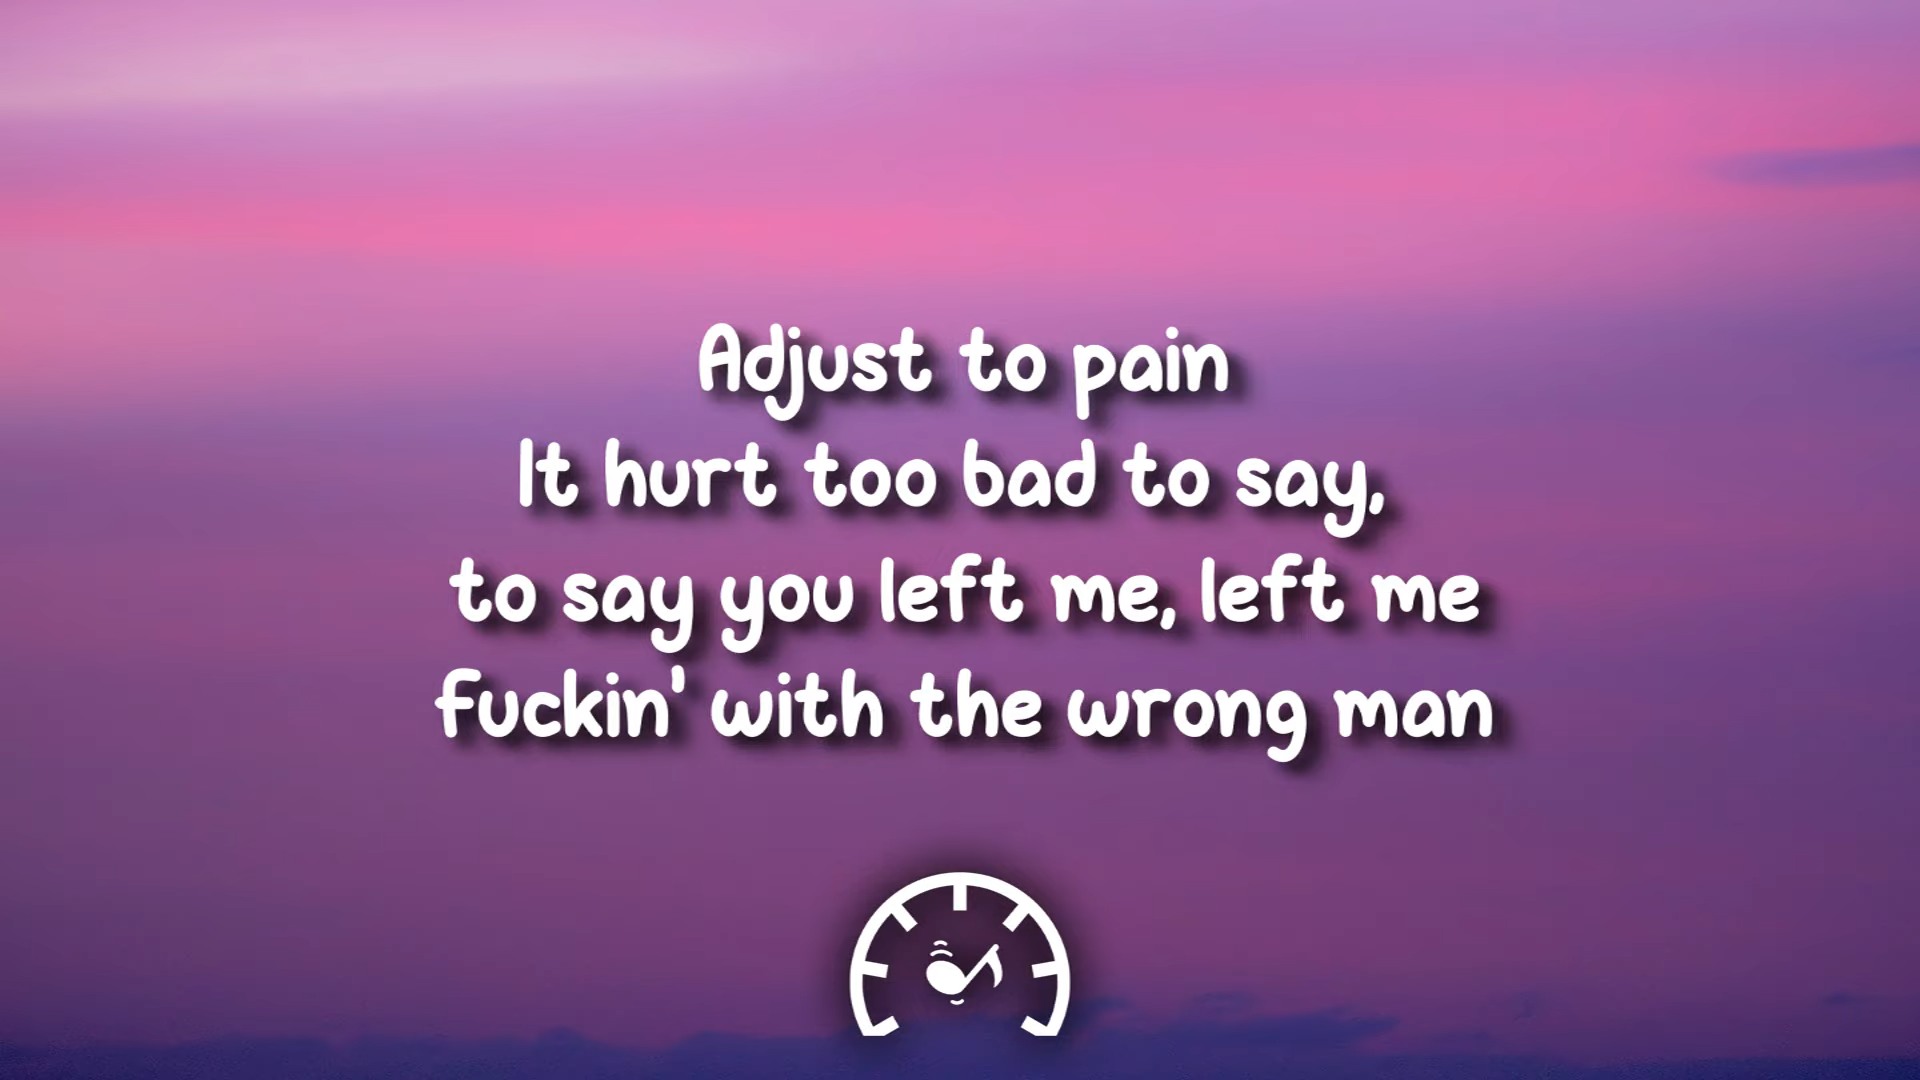 Adjust to pain
It hurt too bad to say,
to say you left me, left me
fuckin' with the wrong man